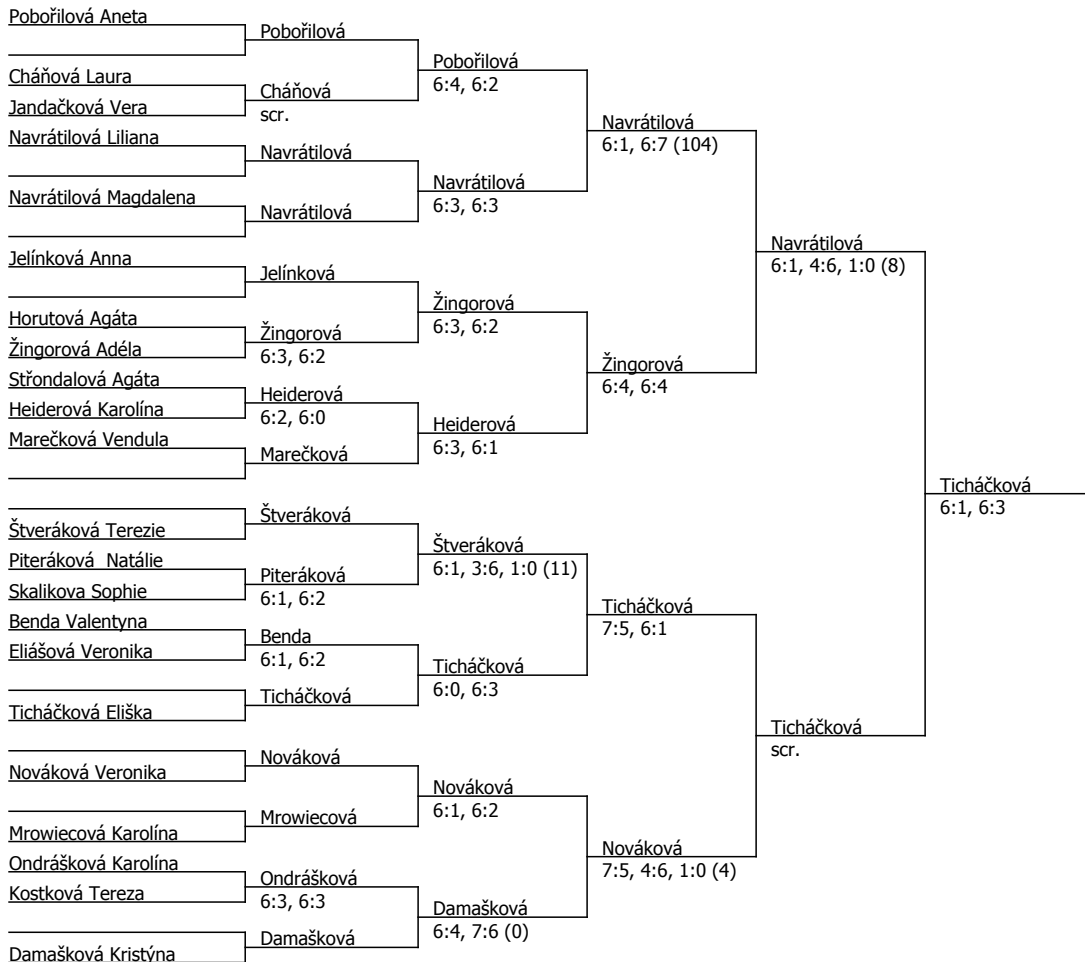 Pobořilová Aneta
Pobořilová
Pobořilová
6:4, 6:2
Cháňová Laura
Cháňová
scr.
Jandačková Vera
Navrátilová
6:1, 6:7 (104)
Navrátilová Liliana
Navrátilová
Navrátilová
6:3, 6:3
Navrátilová Magdalena
Navrátilová
Navrátilová
6:1, 4:6, 1:0 (8)
Jelínková Anna
Jelínková
Žingorová
6:3, 6:2
Horutová Agáta
Žingorová
6:3, 6:2
Žingorová Adéla
Žingorová
6:4, 6:4
Střondalová Agáta
Heiderová
6:2, 6:0
Heiderová Karolína
Heiderová
6:3, 6:1
Marečková Vendula
Marečková
Ticháčková
6:1, 6:3
Štveráková
Štveráková Terezie
Štveráková
6:1, 3:6, 1:0 (11)
Piteráková  Natálie
Piteráková
6:1, 6:2
Skalikova Sophie
Ticháčková
7:5, 6:1
Benda Valentyna
Benda
6:1, 6:2
Eliášová Veronika
Ticháčková
6:0, 6:3
Ticháčková
Ticháčková Eliška
Ticháčková
scr.
Nováková
Nováková Veronika
Nováková
6:1, 6:2
Mrowiecová
Mrowiecová Karolína
Nováková
7:5, 4:6, 1:0 (4)
Ondrášková Karolína
Ondrášková
6:3, 6:3
Kostková Tereza
Damašková
6:4, 7:6 (0)
Damašková
Damašková Kristýna